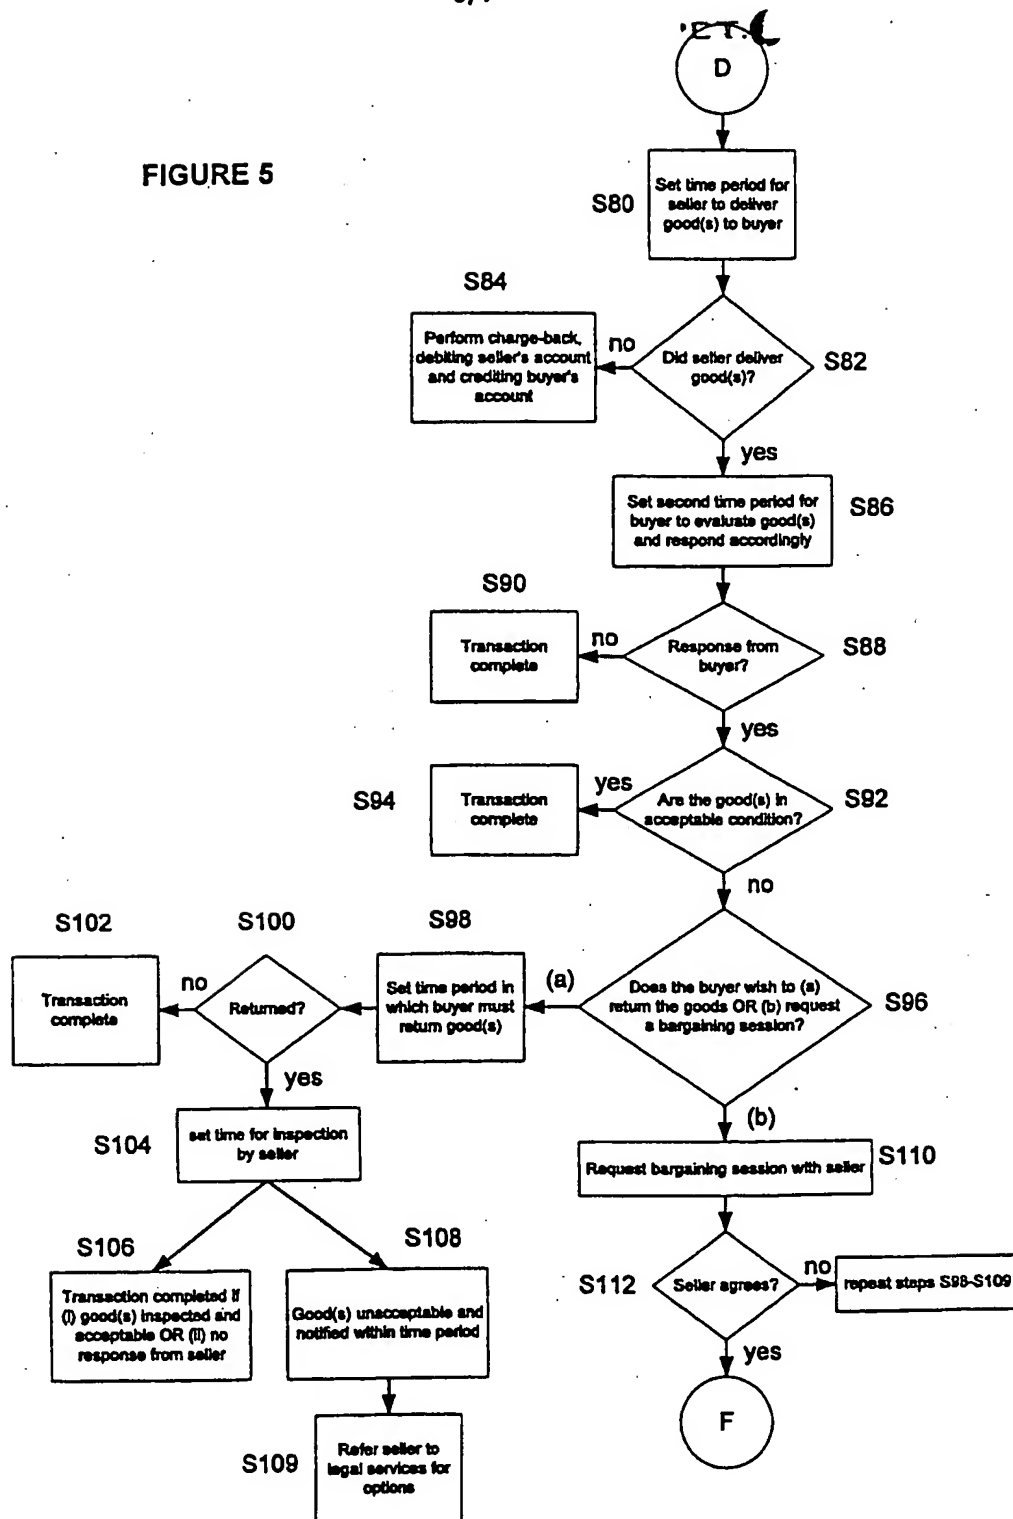 D
FIGURE 5
S80
Set time period for
seller to deliver
good(s) to buyer
S84
Perform charge-back,
debiting seller's account
and crediting buyer's
account
no
Did seller deliver
good(s)?
S82
yes
Set second time period for
buyer to evaluate good(s)
and respond accordingly
S86
S90
Transaction
complete
no
Response from
buyer?
S88
yes
S94
Transaction
complete
yes
Are the good(s) in
acceptable condition?
S92
no
S102
S100
S98
Transaction
complete
no
Returned?
Set time period in
which buyer must
return good(s)
(a)
Does the buyer wish to (a)
return the goods OR (b) request
a bargaining session?
S96
yes
(b)
S104
set time for inspection
by seller
Request bargaining session with seller
S110
S106
S108
Transaction completed if
(i) good(s) inspected and
acceptable OR (ii) no
response from seller
Good(s) unacceptable and
notified within time period
S112
Seller agrees?
no
repeat steps S98-S109
yes
F
S109
Refer seller to
legal services for
options